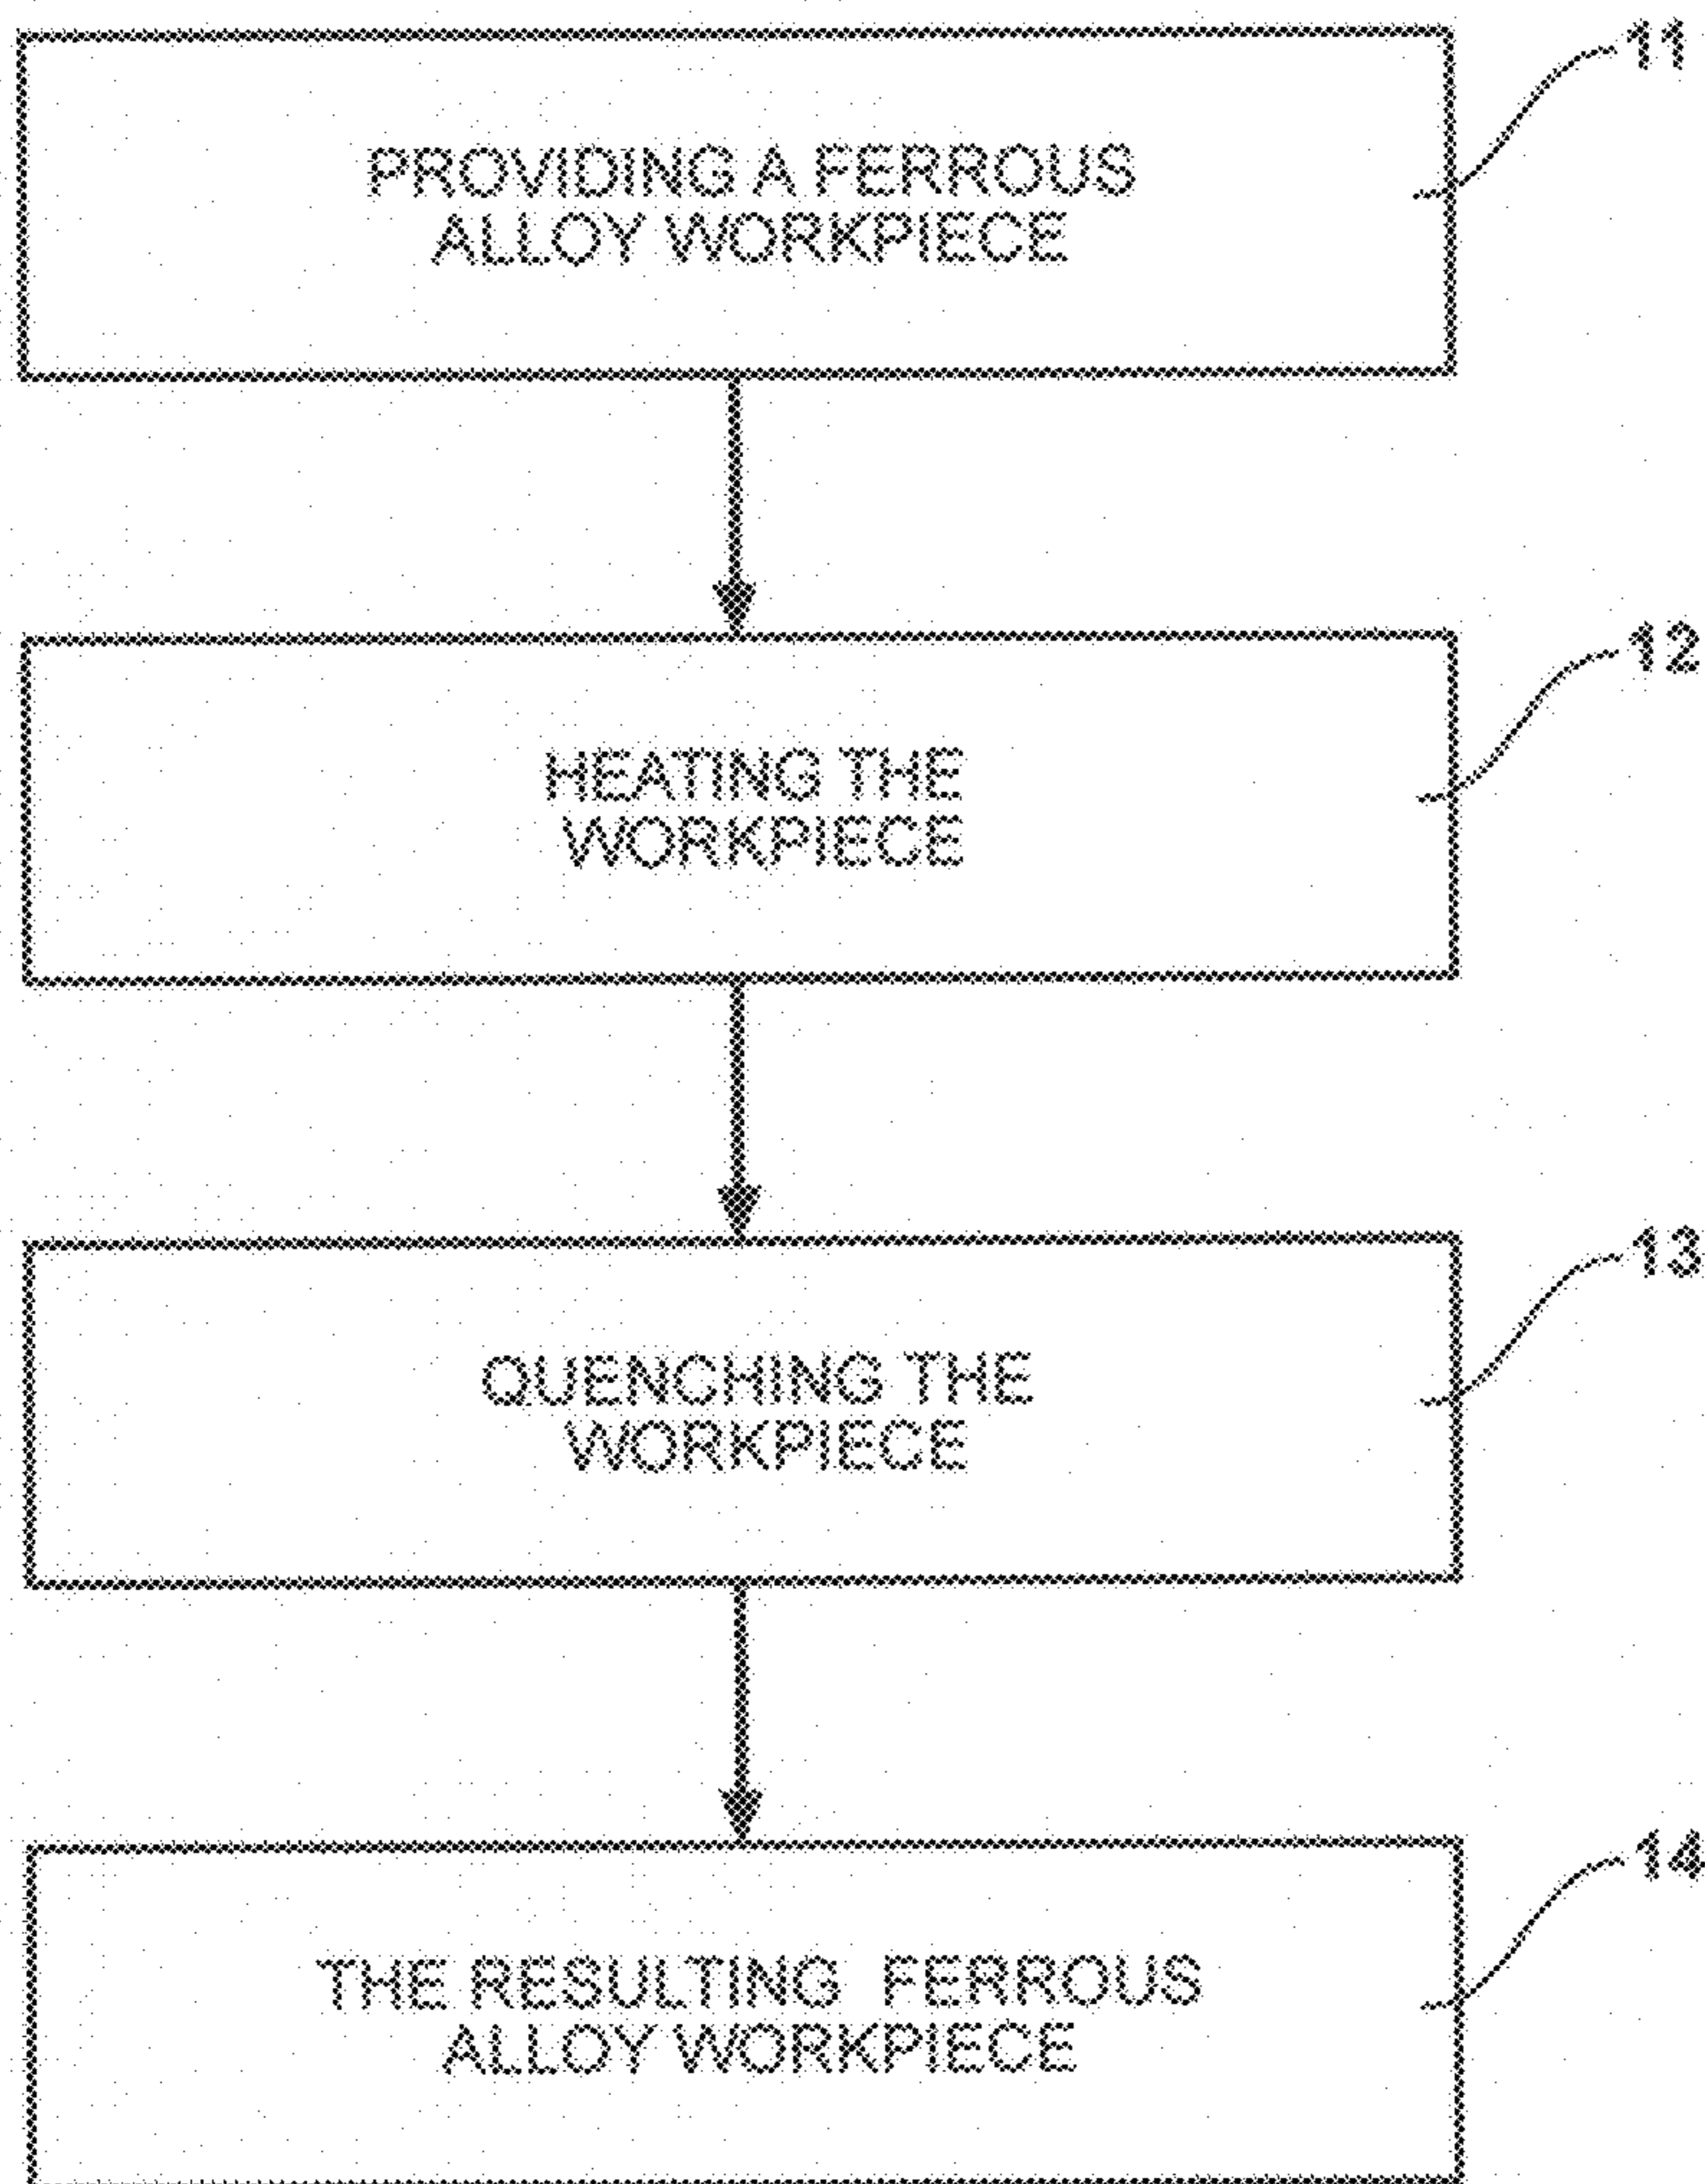 11
PROVIDING A FERROUS
ALLOY WORKPIECE
12
HEATING THE
WORKPIECE
13
QUENCHING THE
WORKPIECE
14
THE RESULTING FERROUS
ALLOY WORKPIECE